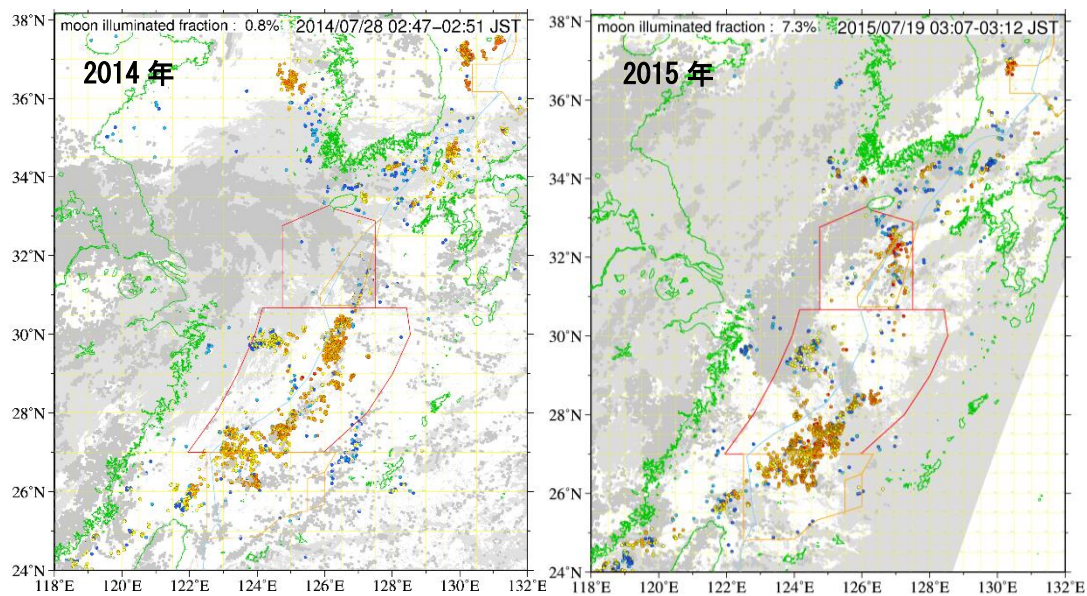 moon illuminated fraction : 0.8% 2014/07/28 02:47−02:51 JST
2014 年
38°N
36°N
34°N
32°N
30°N
28°N
26°N
24°N
118°E 120°E 122°E 124°E 126°E 128°E 130°E 132°E
moon illuminated fraction : 7.3% 2015/07/19 03:07-03:12 JST
2015 年
38°N
36°N
34°N
32°N
30°N
28°N
26°N
24°N
118°E 120°E 122°E 124°E 126°E 128°E 130°E 132°E